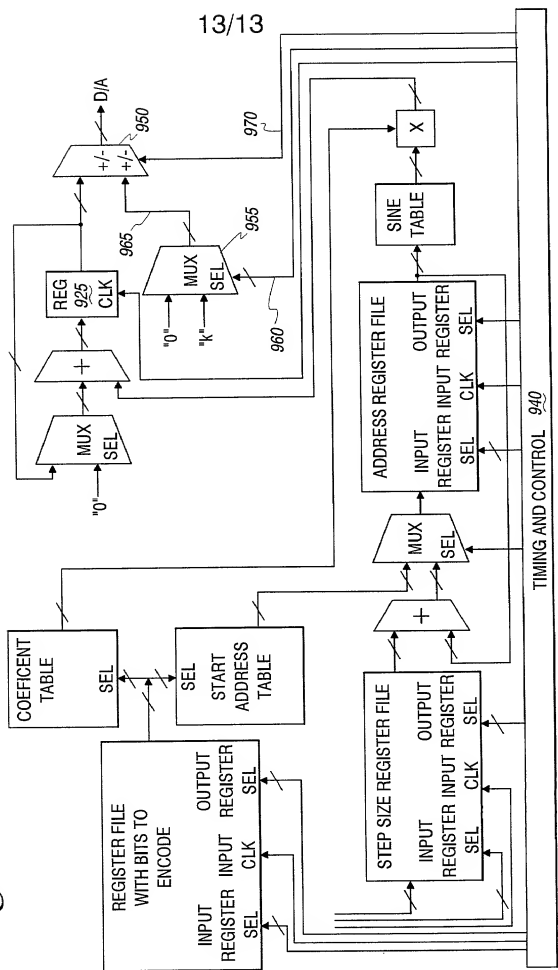 13/13
D/A
950
+/-
+/-
970
965
955
MUX
SEL
"0"
"k"
960
REG
925
CLK
+
MUX
SEL
"0"
X
SINE
TABLE
COEFICENT
TABLE
SEL
SEL
START
ADDRESS
TABLE
REGISTER FILE
WITH BITS TO
ENCODE
INPUT
REGISTER
SEL
INPUT
CLK
OUTPUT
REGISTER
SEL
ADDRESS REGISTER FILE
INPUT
REGISTER
SEL
INPUT
CLK
OUTPUT
REGISTER
SEL
MUX
SEL
+
STEP SIZE REGISTER FILE
INPUT
REGISTER
SEL
INPUT
CLK
OUTPUT
REGISTER
SEL
TIMING AND CONTROL 940